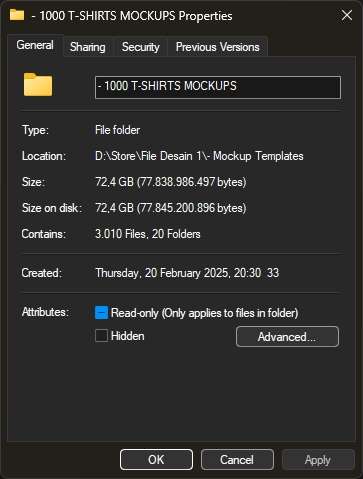 - 1000 T-SHIRTS MOCKUPS Properties
General Sharing Security Previous Versions
- 1000 T-SHIRTS MOCKUPS
Type: File folder
Location: D:\Store\File Desain 1\- Mockup Templates
Size: 72,4 GB (77.838.986.497 bytes)
Size on disk: 72,4 GB (77.845.200.896 bytes)
Contains: 3.010 Files, 20 Folders
Created: Thursday, 20 February 2025, 20:30 33
Attributes: Read-only (Only applies to files in folder)
Hidden Advanced...
OK Cancel Apply